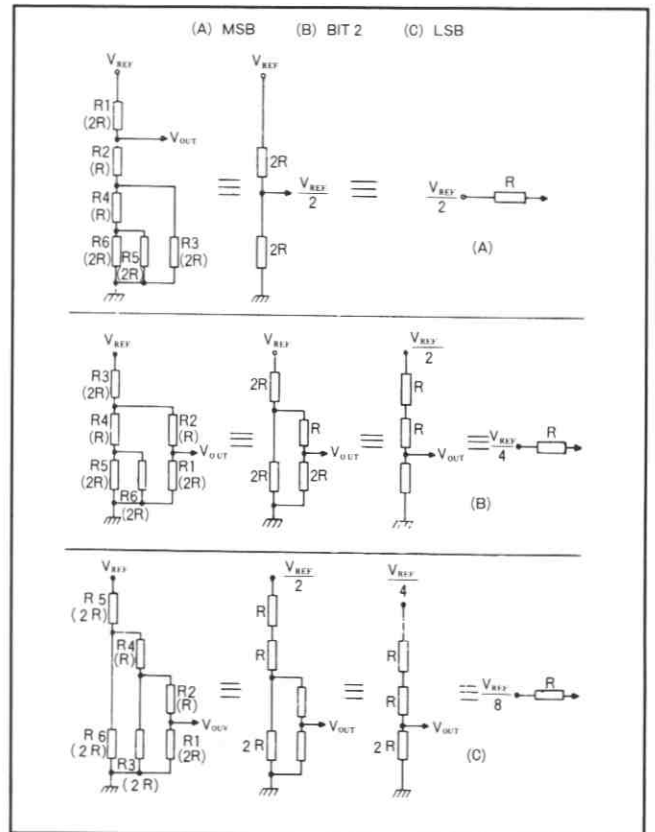 (A) MSB (B) BIT 2 (C) LSB
VREF
R1
(2R)
VOUT
R2
(R)
R4
(R)
R6
(2R)
R5
(2R)
R3
(2R)
2R
VREF
2
2R
VREF
2
R
(A)
VREF
R3
(2R)
R4
(R)
R2
(R)
VOUT
R5
(2R)
R1
(2R)
R6
(2R)
VREF
2R
R
VOUT
2R
2R
VREF
2
R
R
VOUT
VREF
4
R
(B)
VREF
R5
(2R)
R4
(R)
R2
(R)
VOUV
R6
(2R)
R1
(2R)
R3
(2R)
VREF
2
R
R
VOUT
2R
VREF
4
R
R
VOUT
2R
VREF
8
R
(C)